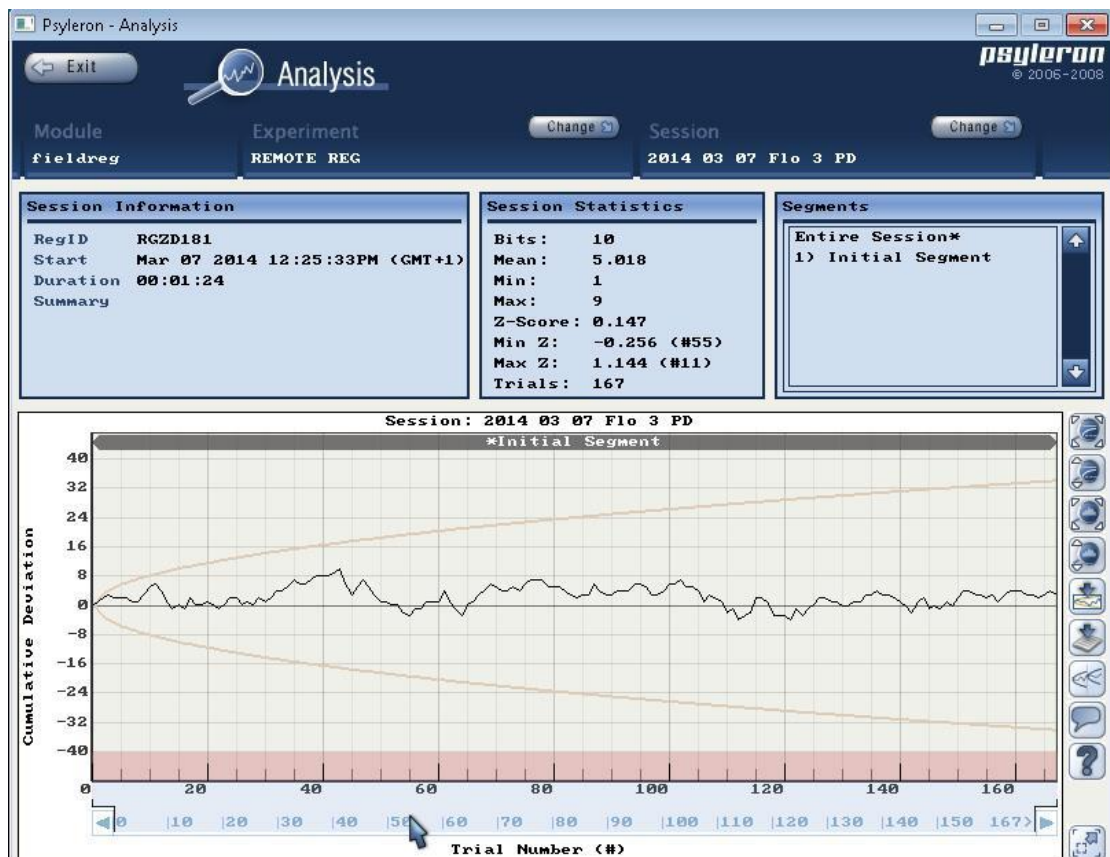 Psyleron - Analysis
Exit
Analysis
psyleron
© 2006-2008
Module
Experiment
Change
Session
Change
fieldreg
REMOTE REG
2014 03 07 Flo 3 PD
Session Information
RegID RGZD181
Start Mar 07 2014 12:25:33PM (GMT+1)
Duration 00:01:24
Summary
Session Statistics
Bits: 10
Mean: 5.018
Min: 1
Max: 9
Z-Score: 0.147
Min Z: -0.256 (#55)
Max Z: 1.144 (#11)
Trials: 167
Segments
Entire Session*
1) Initial Segment
Session: 2014 03 07 Flo 3 PD
*Initial Segment
40
32
24
16
8
0
-8
-16
-24
-32
-40
Cumulative Deviation
0 20 40 60 80 100 120 140 160
0 |10 |20 |30 |40 |50 |60 |70 |80 |90 |100 |110 |120 |130 |140 |150 167>
Trial Number (#)
?